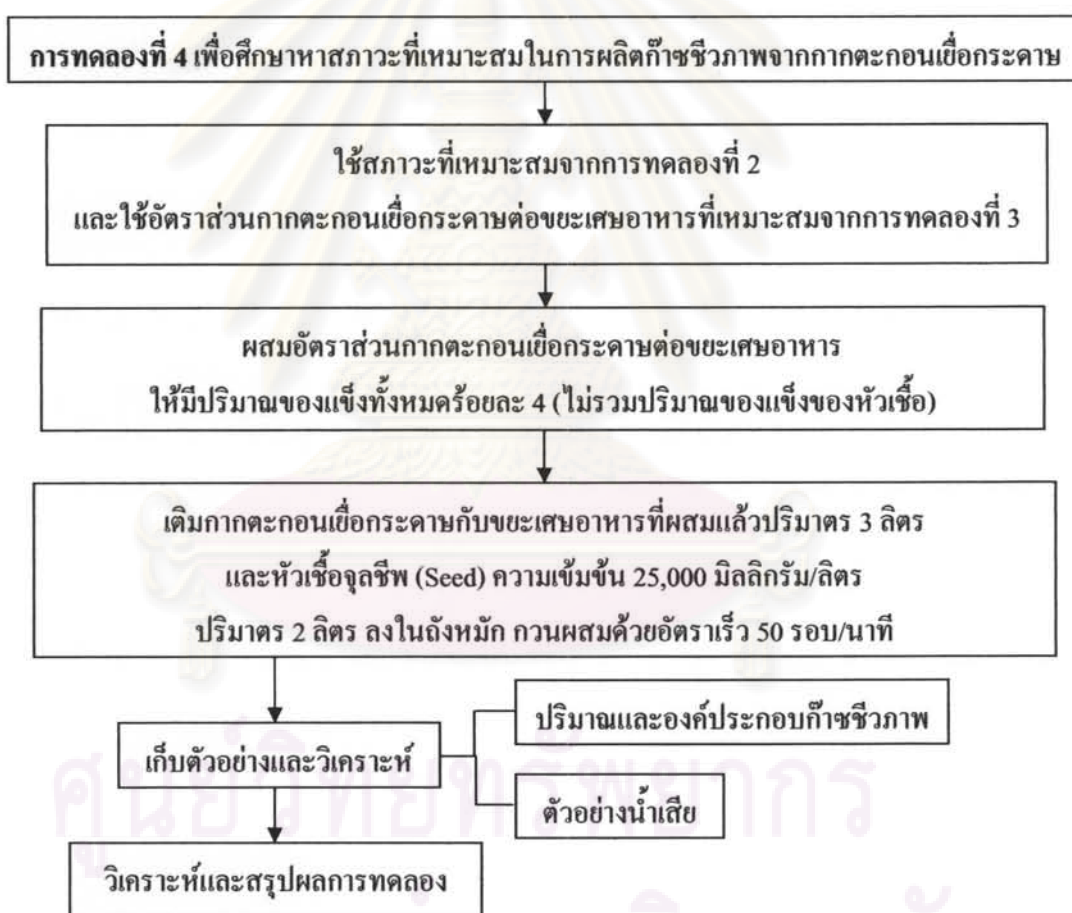 การทดลองที่ 4 เพื่อศึกษาหาสภาวะที่เหมาะสมในการผลิตก๊าซชีวภาพจากกากตะกอนเยื่อกระดาษ
ใช้สภาวะที่เหมาะสมจากการทดลองที่ 2
และใช้อัตราส่วนกากตะกอนเยื่อกระดาษต่อขยะเศษอาหารที่เหมาะสมจากการทดลองที่ 3
ผสมอัตราส่วนกากตะกอนเยื่อกระดาษต่อขยะเศษอาหาร
ให้มีปริมาณของแข็งทั้งหมดร้อยละ 4 (ไม่รวมปริมาณของแข็งของหัวเชื้อ)
เติมกากตะกอนเยื่อกระดาษกับขยะเศษอาหารที่ผสมแล้วปริมาตร 3 ลิตร
และหัวเชื้อจุลชีพ (Seed) ความเข้มข้น 25,000 มิลลิกรัม/ลิตร
ปริมาตร 2 ลิตร ลงในถังหมัก กวนผสมด้วยอัตราเร็ว 50 รอบ/นาที
ปริมาณและองค์ประกอบก๊าซชีวภาพ
เก็บตัวอย่างและวิเคราะห์
ตัวอย่างน้ำเสีย
ศูนย์วิทยทรัพยากร
วิเคราะห์และสรุปผลการทดลอง